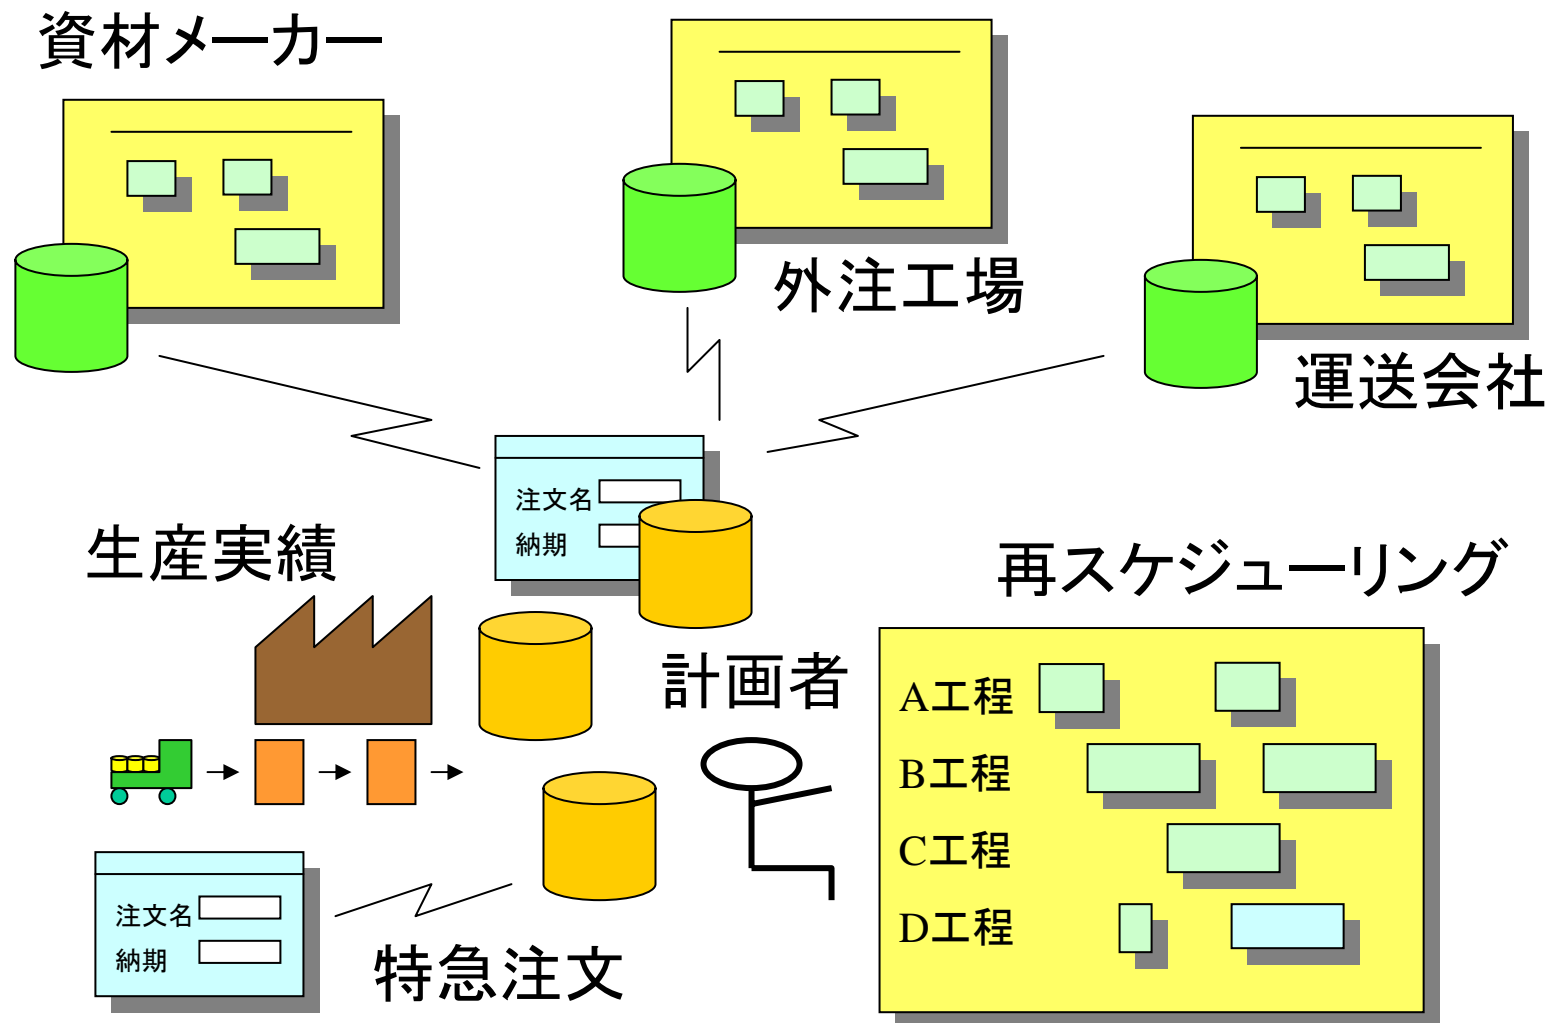 資材メーカー
外注工場
運送会社
注文名
納期
生産実績
再スケジューリング
計画者
A工程
B工程
C工程
D工程
注文名
納期
特急注文